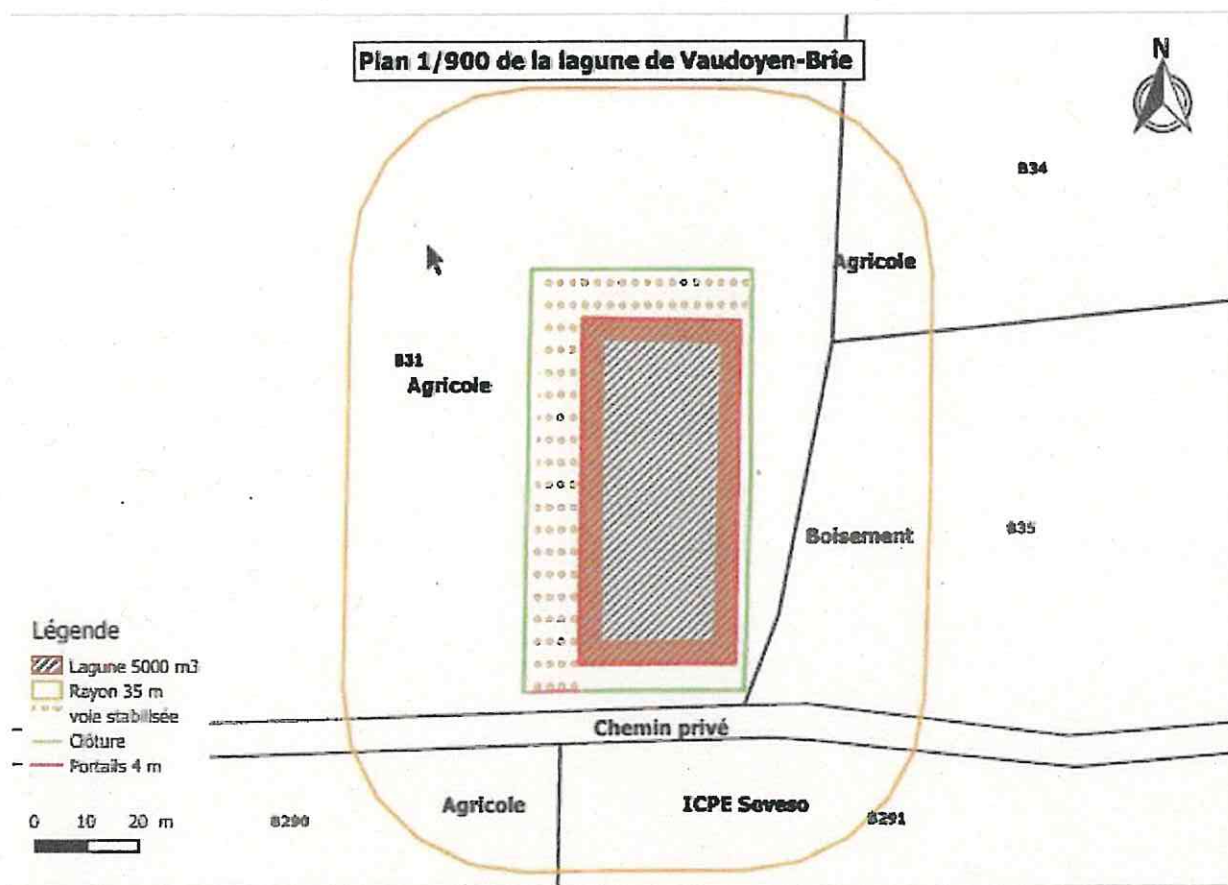 Plan 1/900 de la lagune de Vaudoyen-Brie
N
B34
Agricole
B31
Agricole
Boisement
B35
Légende
Lagune 5000 m3
Rayon 35 m
voie stabilisée
Clôture
Portails 4 m
Chemin privé
0 10 20 m
B290
Agricole
ICPE Seveso
B291